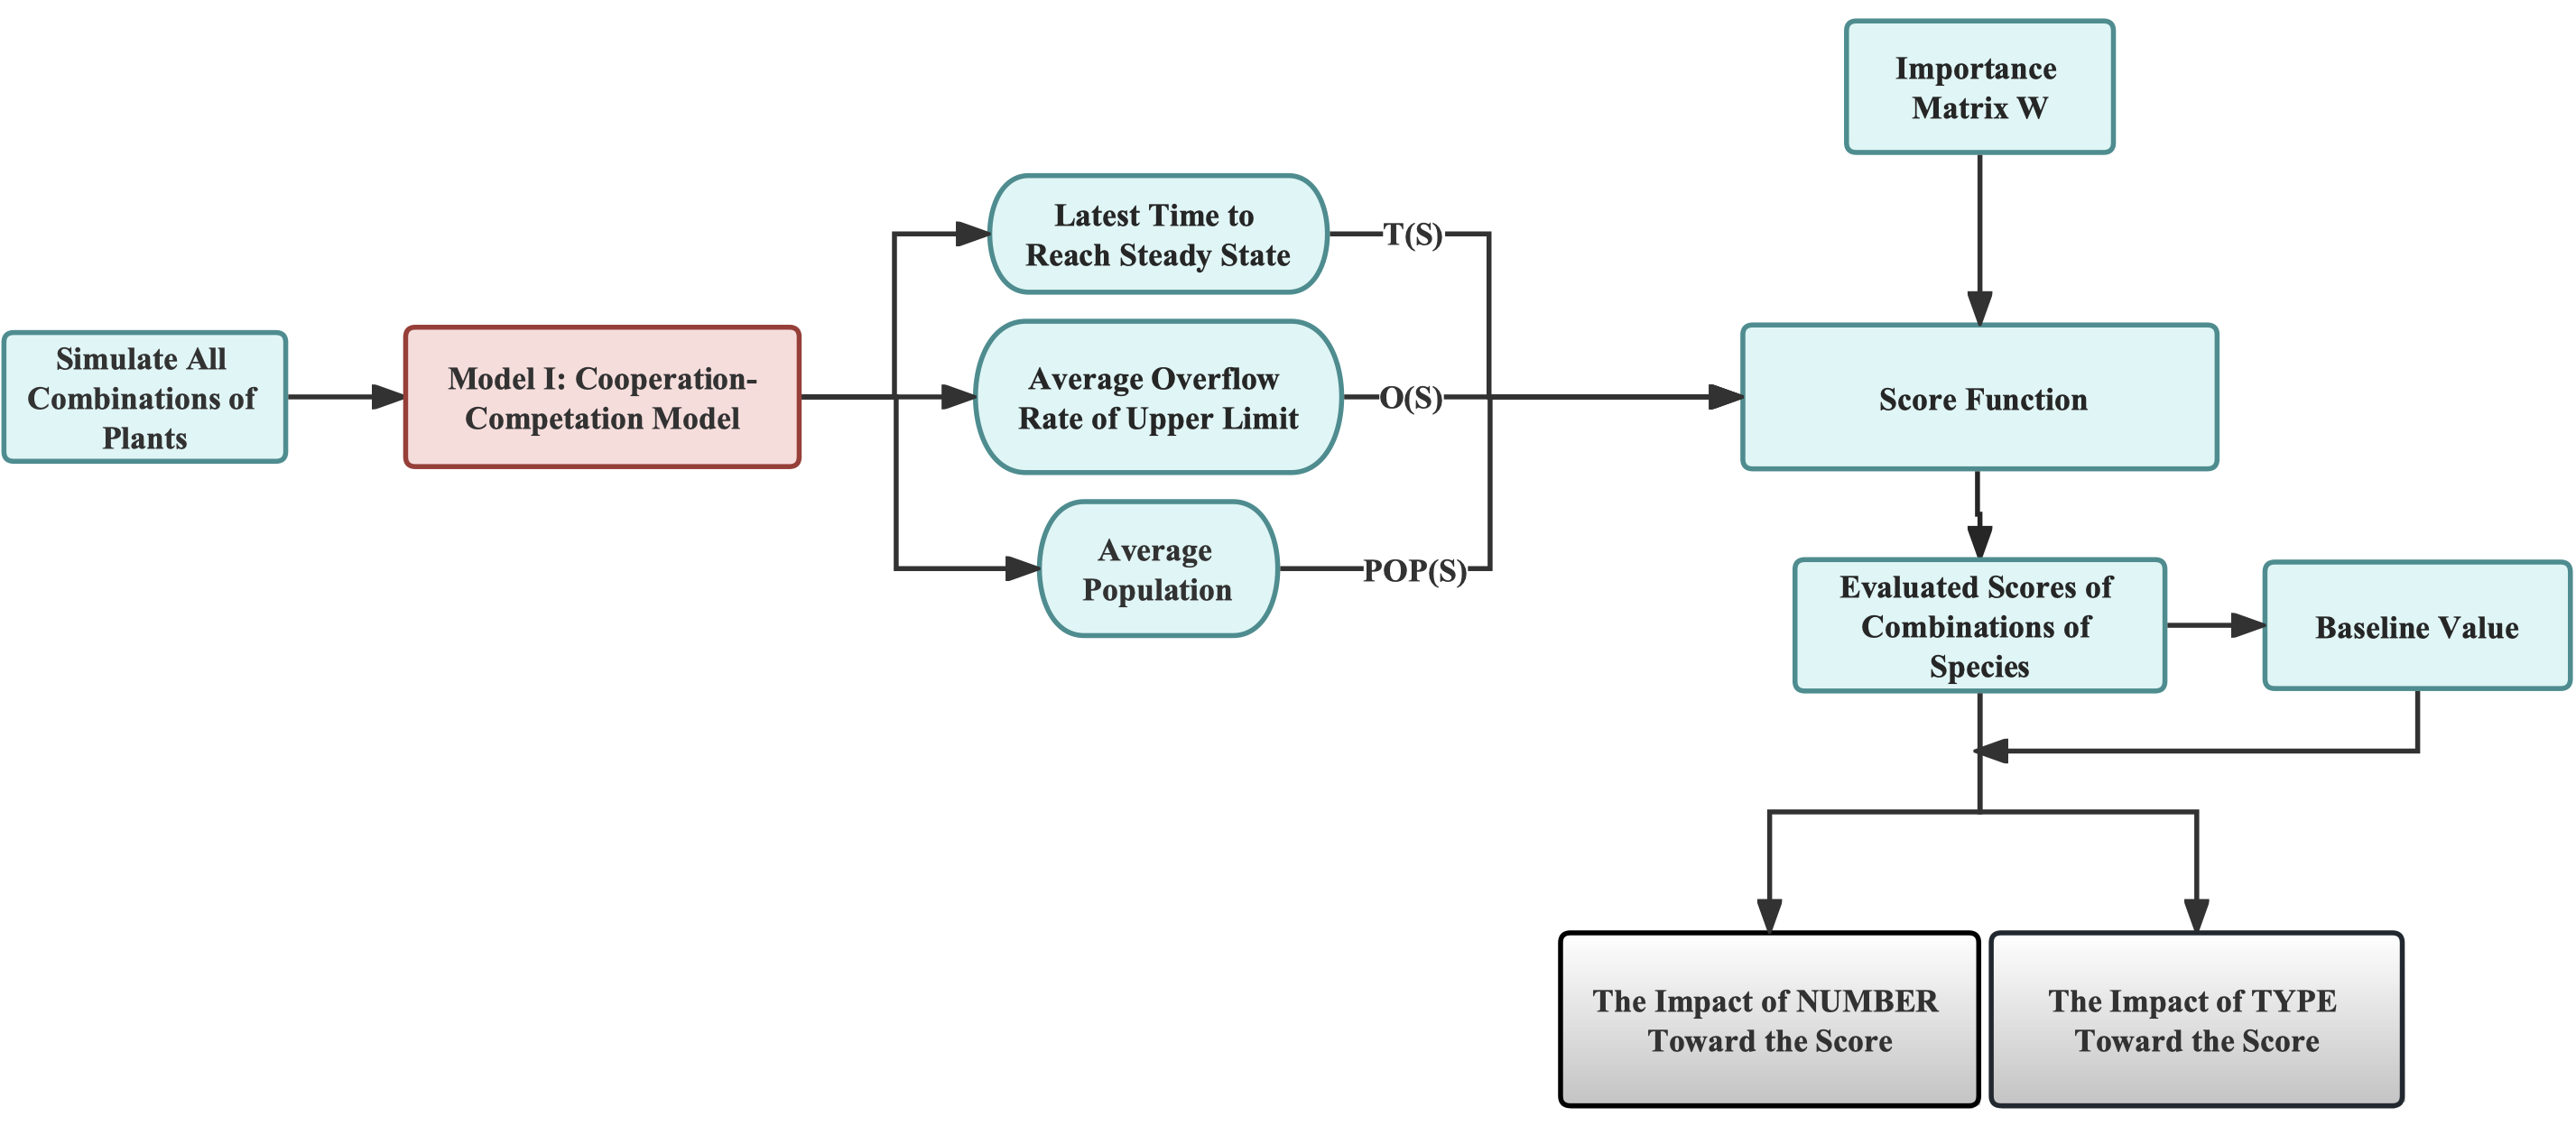 Simulate All
Combinations of
Plants
Model I: Cooperation-
Competation Model
Latest Time to
Reach Steady State
Average Overflow
Rate of Upper Limit
Average
Population
T(S)
O(S)
POP(S)
Importance
Matrix W
Score Function
Evaluated Scores of
Combinations of
Species
Baseline Value
The Impact of NUMBER
Toward the Score
The Impact of TYPE
Toward the Score